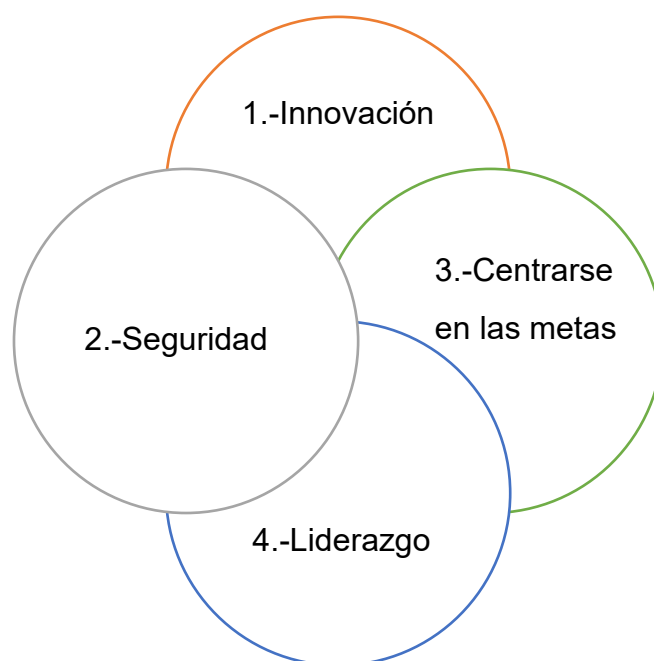 1.-Innovación
2.-Seguridad
3.-Centrarse
en las metas
4.-Liderazgo